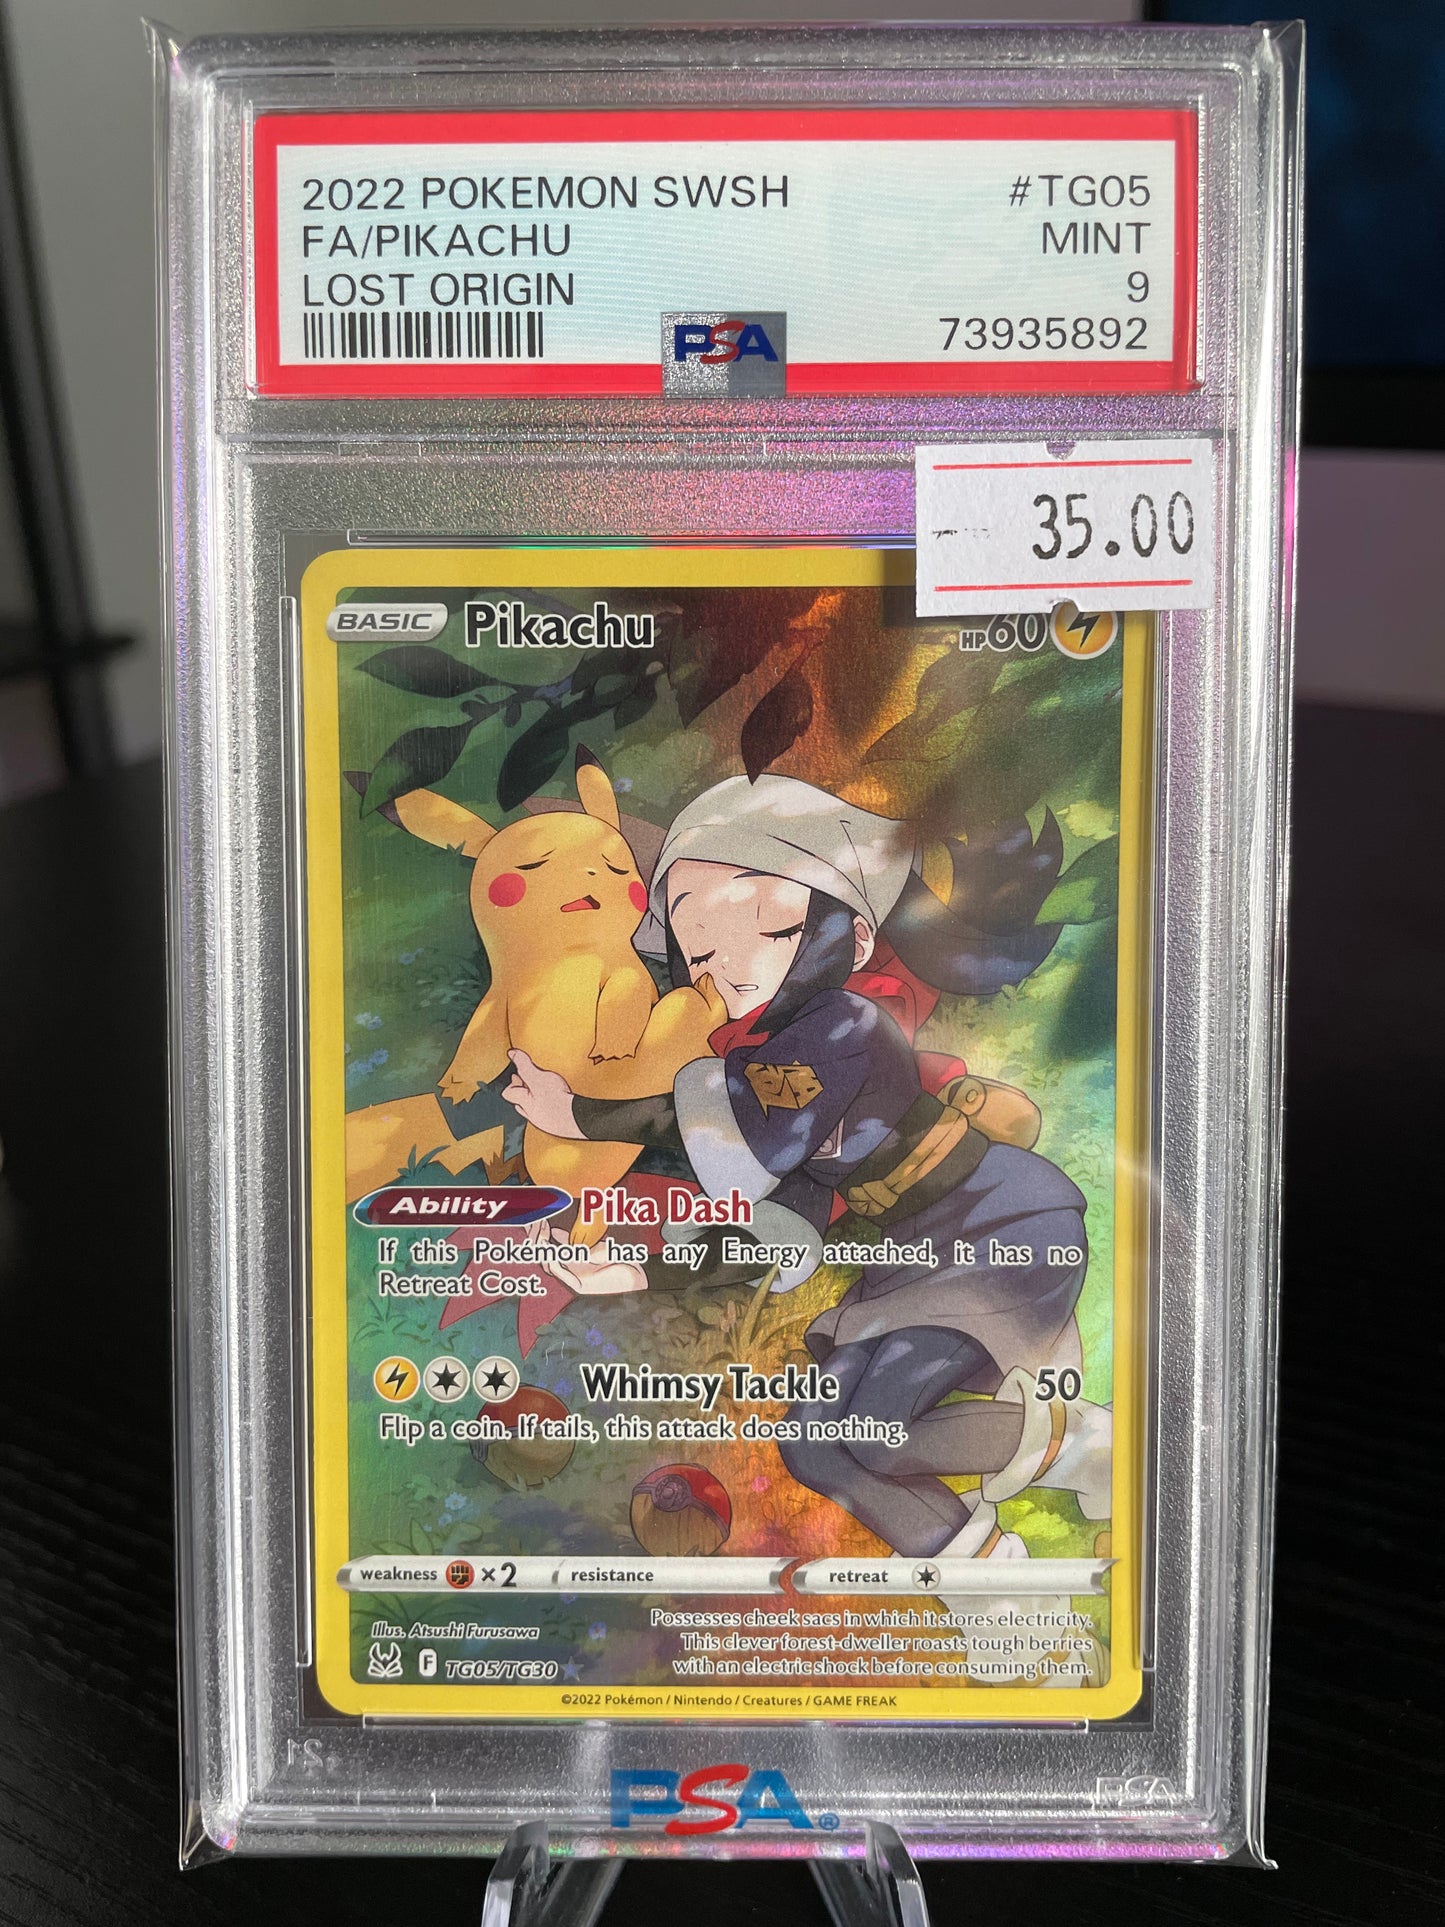 2022 POKEMON SWSH #TG05
FA/PIKACHU MINT
LOST ORIGIN 9
73935892
PSA
35.00
BASIC Pikachu HP60
Ability Pika Dash
If this Pokémon has any Energy attached, it has no
Retreat Cost.
Whimsy Tackle 50
Flip a coin. If tails, this attack does nothing.
weakness ×2 resistance retreat
Illus. Atsushi Furusawa
F TG05/TG30
Possesses cheek sacs in which it stores electricity.
This clever forest-dweller roasts tough berries
with an electric shock before consuming them.
©2022 Pokémon / Nintendo / Creatures / GAME FREAK
PSA
PSA®